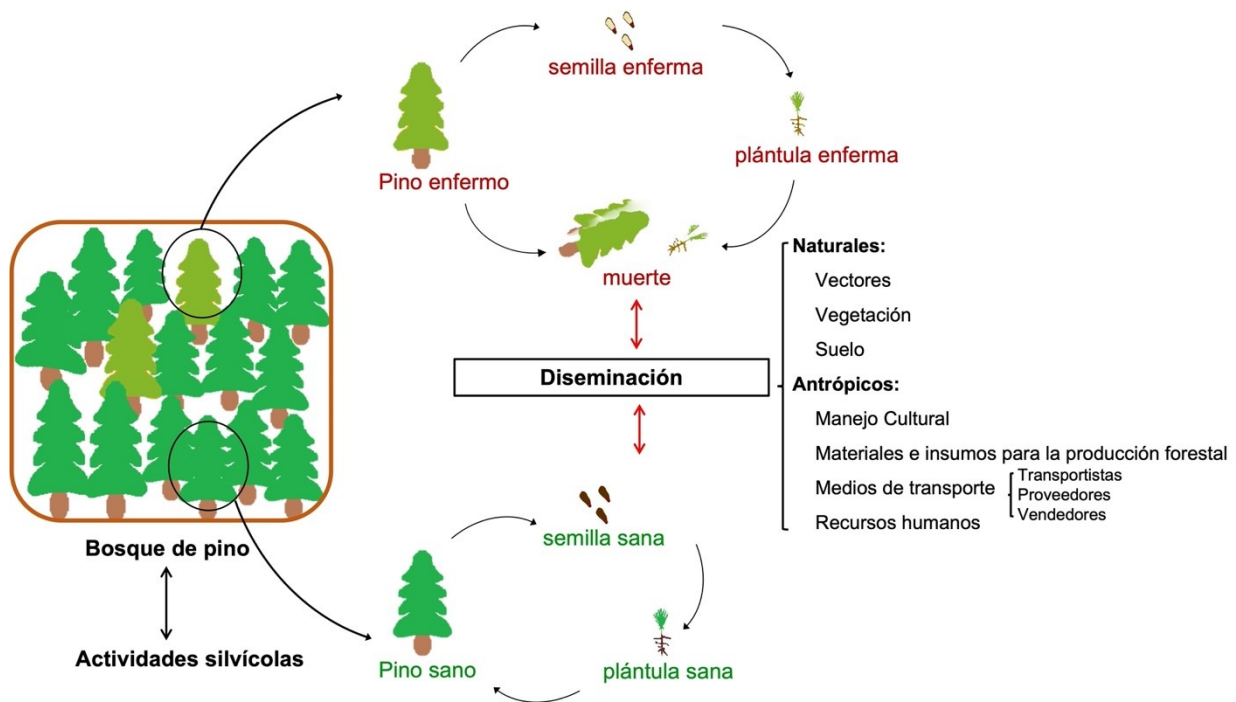 semilla enferma
plántula enferma
Pino enfermo
muerte
Diseminación
Naturales:
Vectores
Vegetación
Suelo
Antrópicos:
Manejo Cultural
Materiales e insumos para la producción forestal
Medios de transporte
Transportistas
Proveedores
Vendedores
Recursos humanos
Bosque de pino
Actividades silvícolas
semilla sana
Pino sano
plántula sana